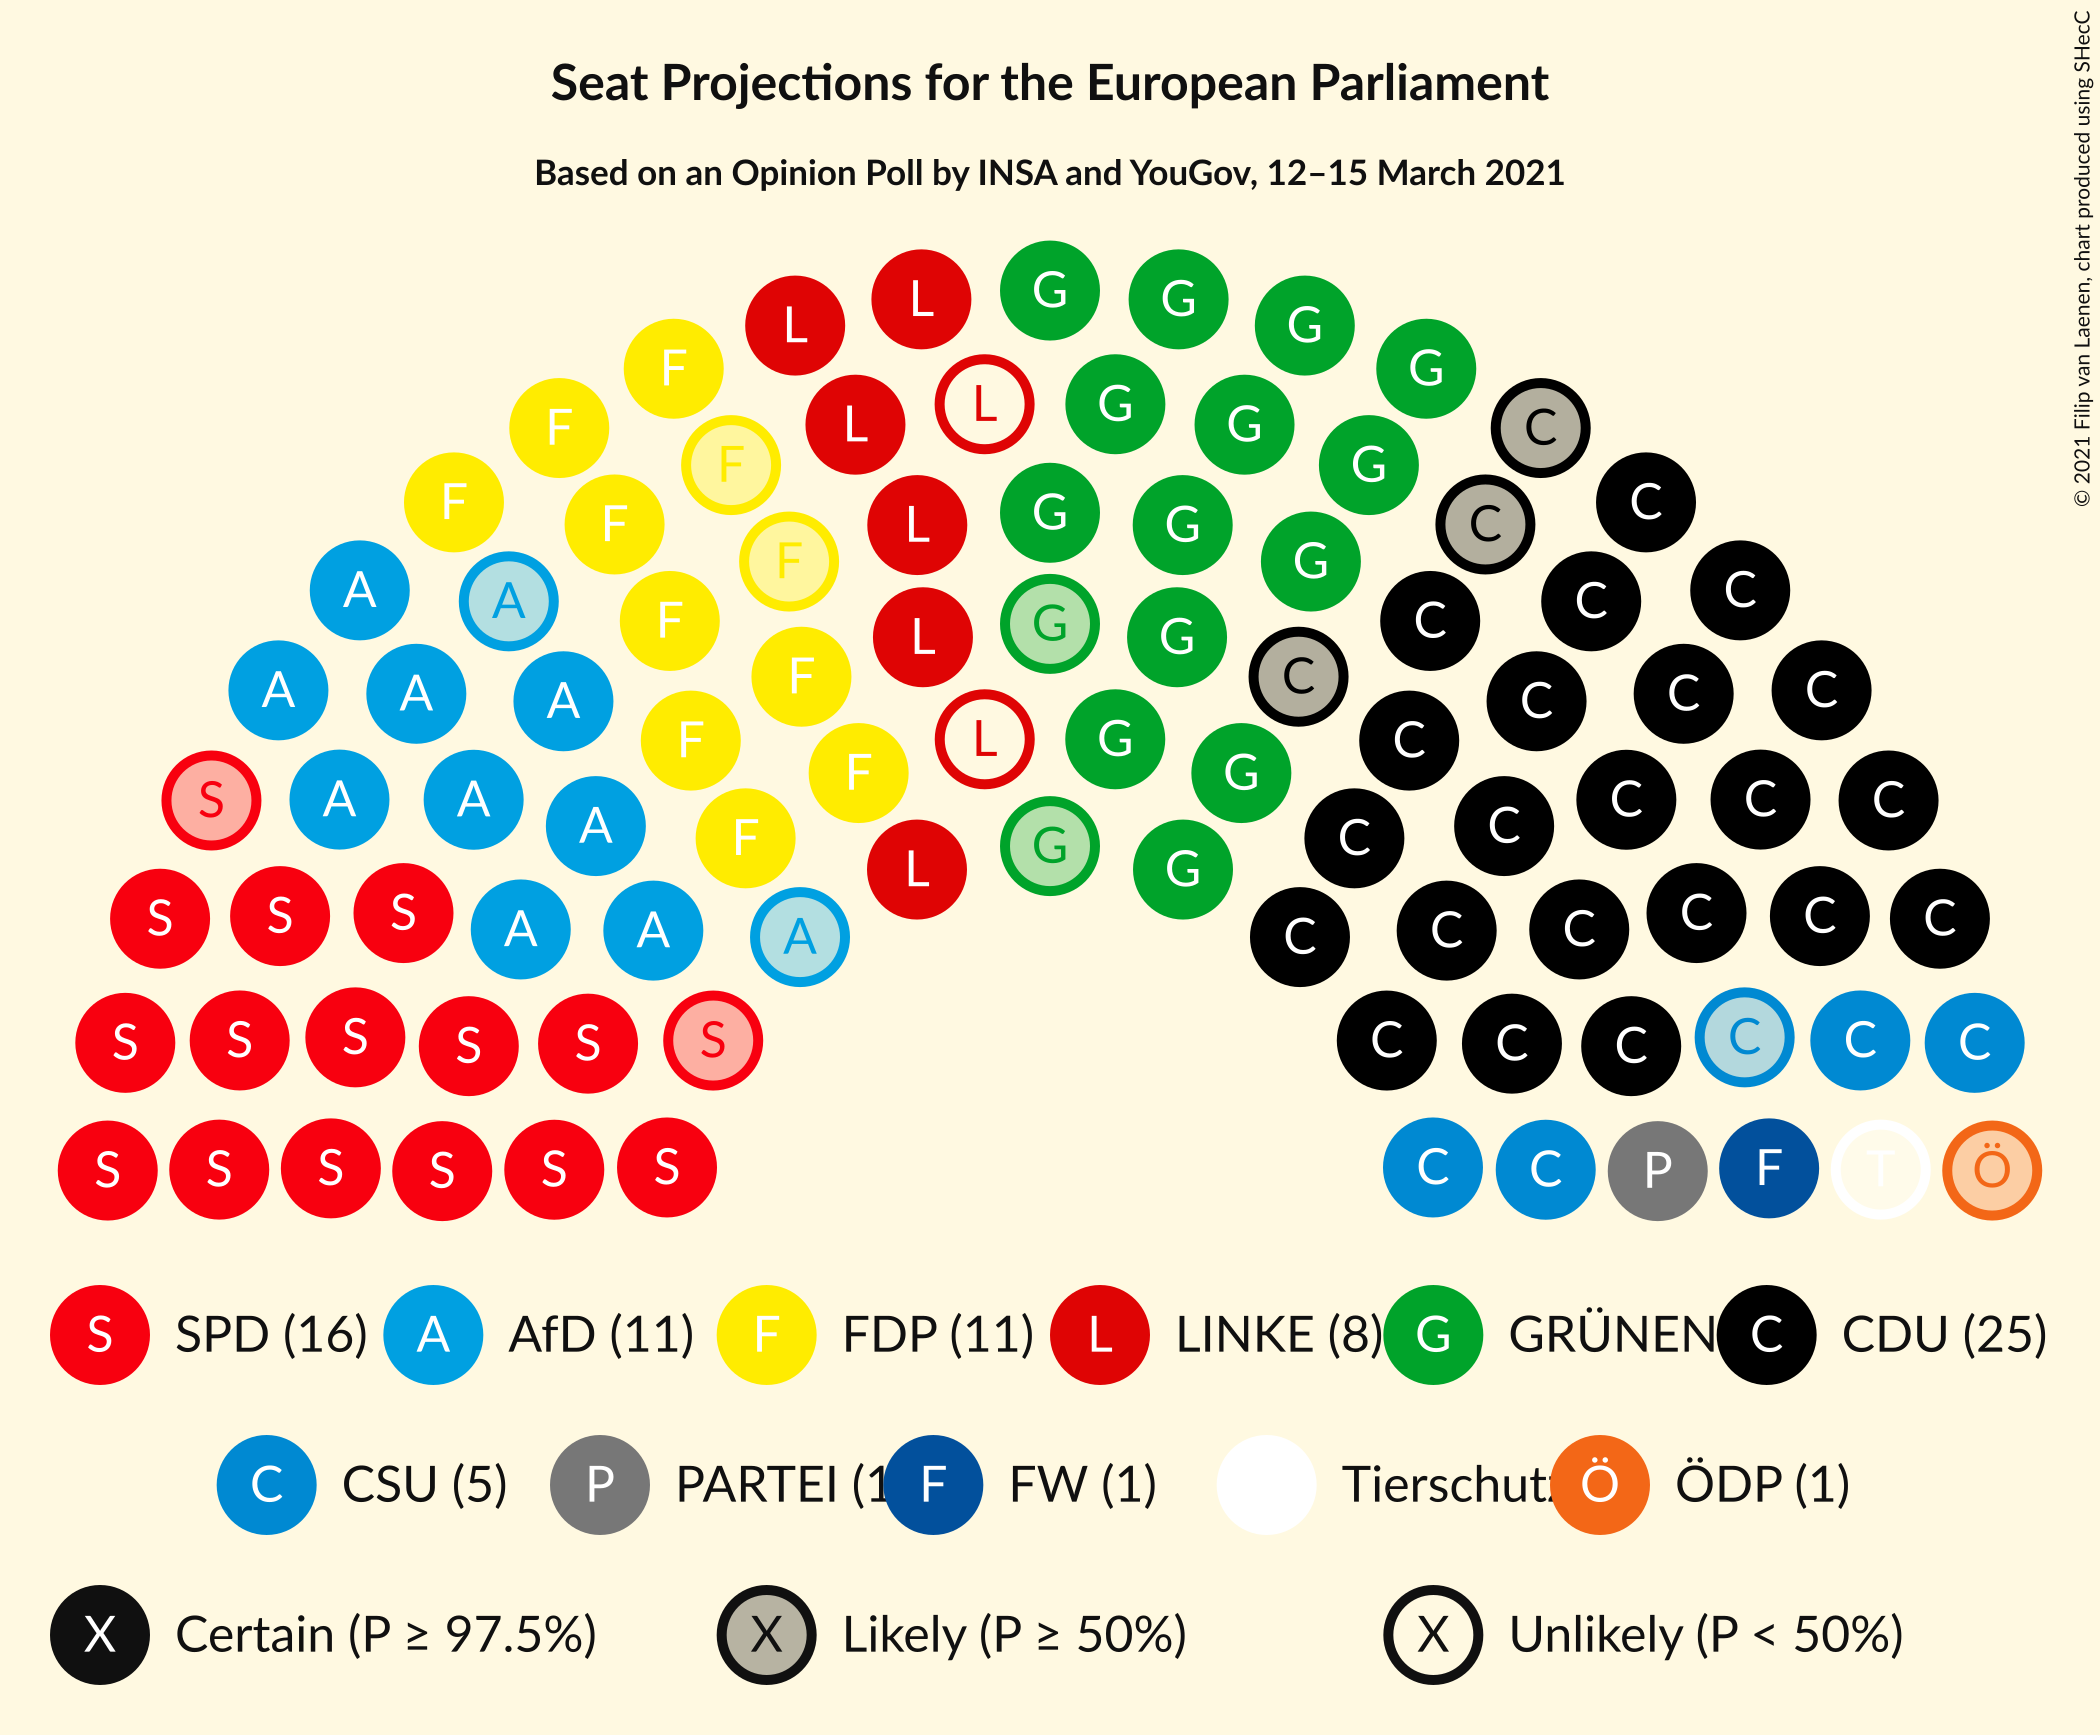 © 2021 Filip van Laenen, chart produced using SHecC
Seat Projections for the European Parliament
Based on an Opinion Poll by INSA and YouGov, 12–15 March 2021
L G G
L G
F G
L G
F L G C
F G
F C
F L G G C
F G
A A C C
F L G G C
A A A F C C C C
F L G C
S A A F G C C C
A F G C C
L G
S S S A A A C C C C C C
S S S S S S C C C C C C
S S S S S S C C P F T Ö
S SPD (16) A AfD (11) F FDP (11) L LINKE (8) G GRÜNEN C CDU (25)
C CSU (5) P PARTEI (1 F FW (1) Tierschutz Ö ÖDP (1)
X Certain (P ≥ 97.5%) X Likely (P ≥ 50%) X Unlikely (P < 50%)